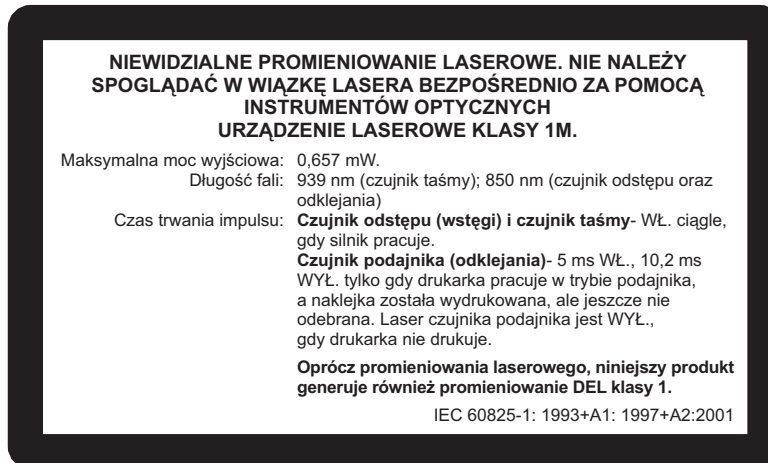 NIEWIDZIALNE PROMIENIOWANIE LASEROWE. NIE NALEŻY
SPOGLĄDAĆ W WIĄZKĘ LASERA BEZPOŚREDNIO ZA POMOCĄ
INSTRUMENTÓW OPTYCZNYCH
URZĄDZENIE LASEROWE KLASY 1M.
Maksymalna moc wyjściowa: 0,657 mW.
Długość fali: 939 nm (czujnik taśmy); 850 nm (czujnik odstępu oraz
odklejania)
Czas trwania impulsu: Czujnik odstępu (wstęgi) i czujnik taśmy- WŁ. ciągle,
gdy silnik pracuje.
Czujnik podajnika (odklejania)- 5 ms WŁ., 10,2 ms
WYŁ. tylko gdy drukarka pracuje w trybie podajnika,
a naklejka została wydrukowana, ale jeszcze nie
odebrana. Laser czujnika podajnika jest WYŁ.,
gdy drukarka nie drukuje.
Oprócz promieniowania laserowego, niniejszy produkt
generuje również promieniowanie DEL klasy 1.
IEC 60825-1: 1993+A1: 1997+A2:2001